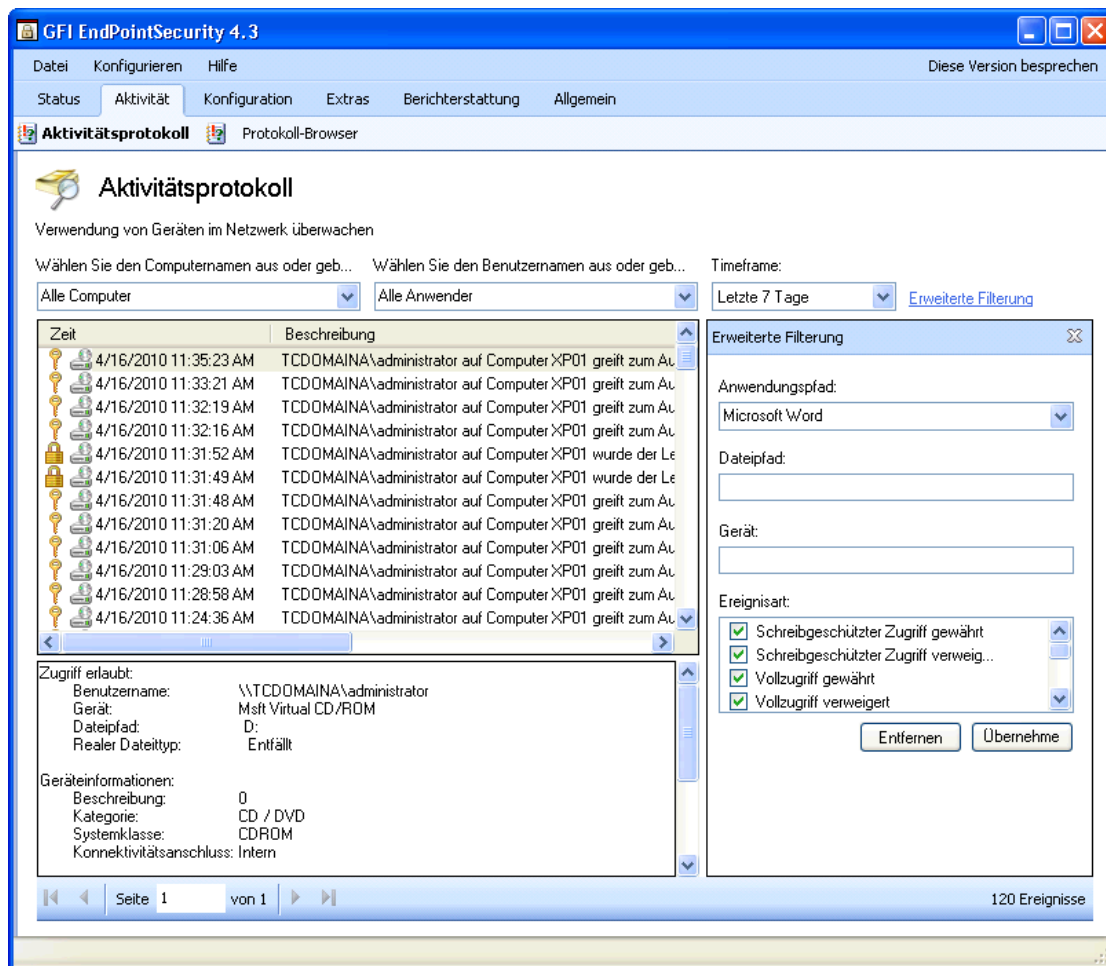 GFI EndPointSecurity 4.3
Datei Konfigurieren Hilfe Diese Version besprechen
Status Aktivität Konfiguration Extras Berichterstattung Allgemein
Aktivitätsprotokoll Protokoll-Browser
Aktivitätsprotokoll
Verwendung von Geräten im Netzwerk überwachen
Wählen Sie den Computernamen aus oder geb... Wählen Sie den Benutzernamen aus oder geb... Timeframe:
Alle Computer Alle Anwender Letzte 7 Tage Erweiterte Filterung
Zeit Beschreibung
4/16/2010 11:35:23 AM TCDOMAINA\administrator auf Computer XP01 greift zum Au
4/16/2010 11:33:21 AM TCDOMAINA\administrator auf Computer XP01 greift zum Au
4/16/2010 11:32:19 AM TCDOMAINA\administrator auf Computer XP01 greift zum Au
4/16/2010 11:32:16 AM TCDOMAINA\administrator auf Computer XP01 greift zum Au
4/16/2010 11:31:52 AM TCDOMAINA\administrator auf Computer XP01 wurde der Le
4/16/2010 11:31:49 AM TCDOMAINA\administrator auf Computer XP01 wurde der Le
4/16/2010 11:31:48 AM TCDOMAINA\administrator auf Computer XP01 greift zum Au
4/16/2010 11:31:20 AM TCDOMAINA\administrator auf Computer XP01 greift zum Au
4/16/2010 11:31:06 AM TCDOMAINA\administrator auf Computer XP01 greift zum Au
4/16/2010 11:29:03 AM TCDOMAINA\administrator auf Computer XP01 greift zum Au
4/16/2010 11:28:58 AM TCDOMAINA\administrator auf Computer XP01 greift zum Au
4/16/2010 11:24:36 AM TCDOMAINA\administrator auf Computer XP01 greift zum Au
Zugriff erlaubt:
Benutzername: \\TCDOMAINA\administrator
Gerät: Msft Virtual CD/ROM
Dateipfad: D:
Realer Dateittyp: Entfällt
Geräteinformationen:
Beschreibung: 0
Kategorie: CD / DVD
Systemklasse: CDROM
Konnektivitätsanschluss: Intern
Erweiterte Filterung
Anwendungspfad:
Microsoft Word
Dateipfad:
Gerät:
Ereignisart:
Schreibgeschützter Zugriff gewährt
Schreibgeschützter Zugriff verweig...
Vollzugriff gewährt
Vollzugriff verweigert
Entfernen Übernehme
Seite 1 von 1 120 Ereignisse